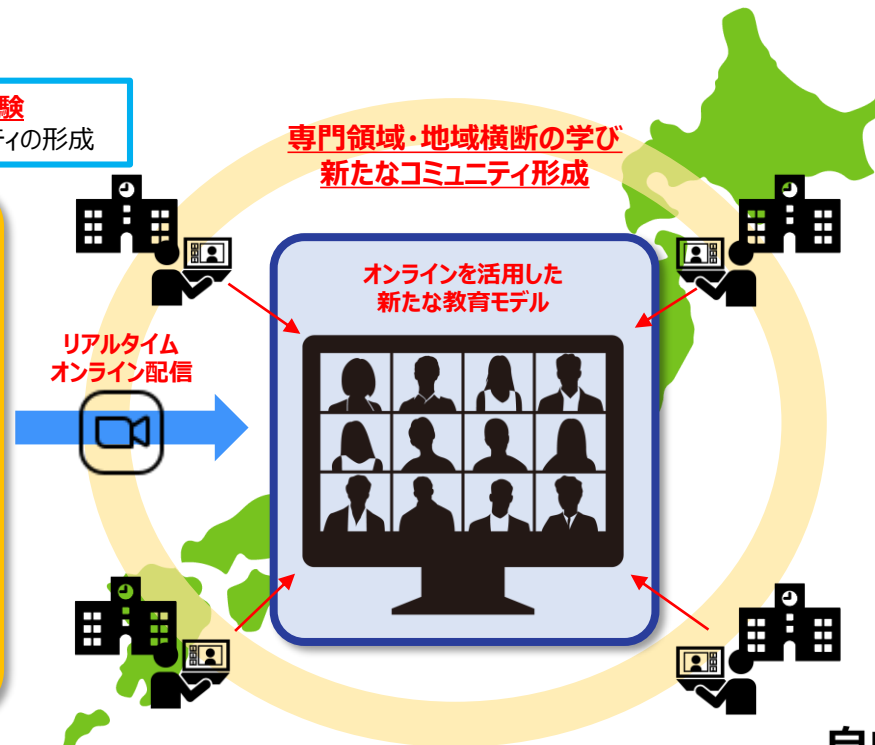 験
ティの形成
専門領域・地域横断の学び
新たなコミュニティ形成
オンラインを活用した
新たな教育モデル
リアルタイム
オンライン配信